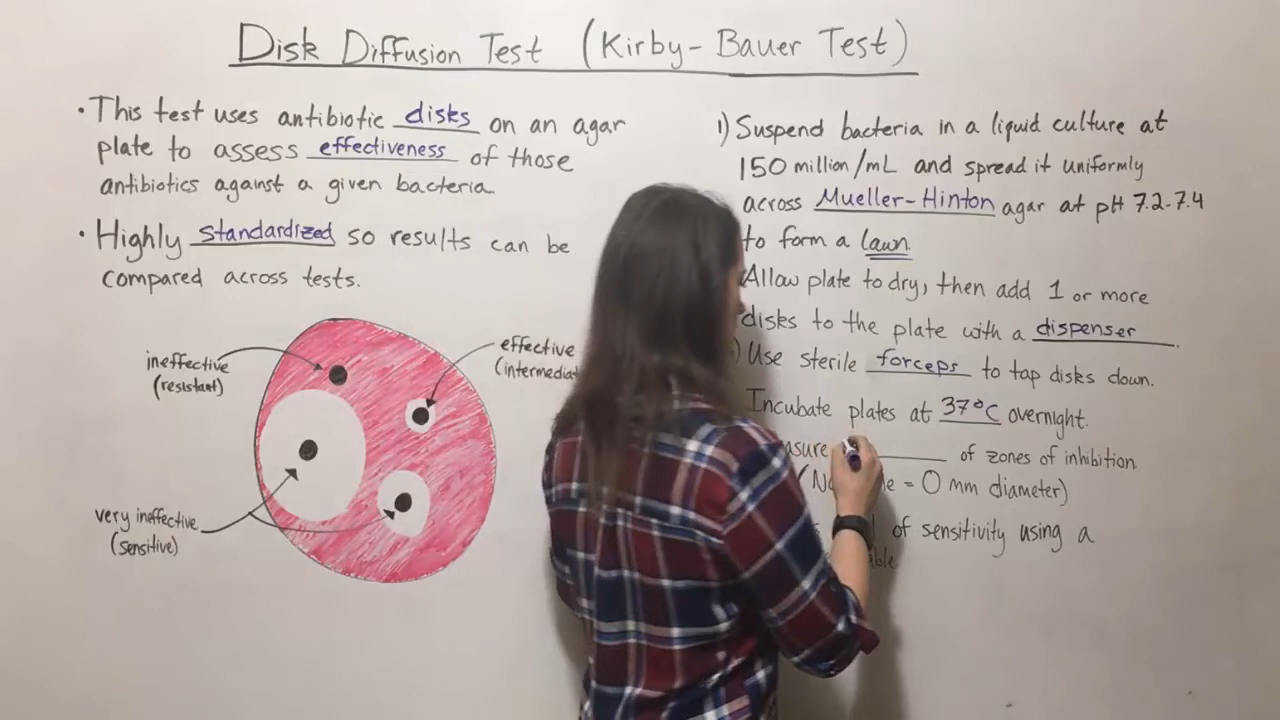 Disk Diffusion Test (Kirby-Bauer Test)
• This test uses antibiotic disks on an agar
plate to assess effectiveness of those
antibiotics against a given bacteria.
• Highly standardized so results can be
compared across tests.
ineffective
(resistant)
effective
(intermediat
very ineffective
(sensitive)
1) Suspend bacteria in a liquid culture at
150 million/mL and spread it uniformly
across Mueller-Hinton agar at pH 7.2-7.4
to form a lawn
Allow plate to dry, then add 1 or more
disks to the plate with a dispenser.
) Use sterile forceps to tap disks down.
Incubate plates at 37°C overnight.
asure of zones of inhibition
= 0 mm diameter)
of sensitivity using a